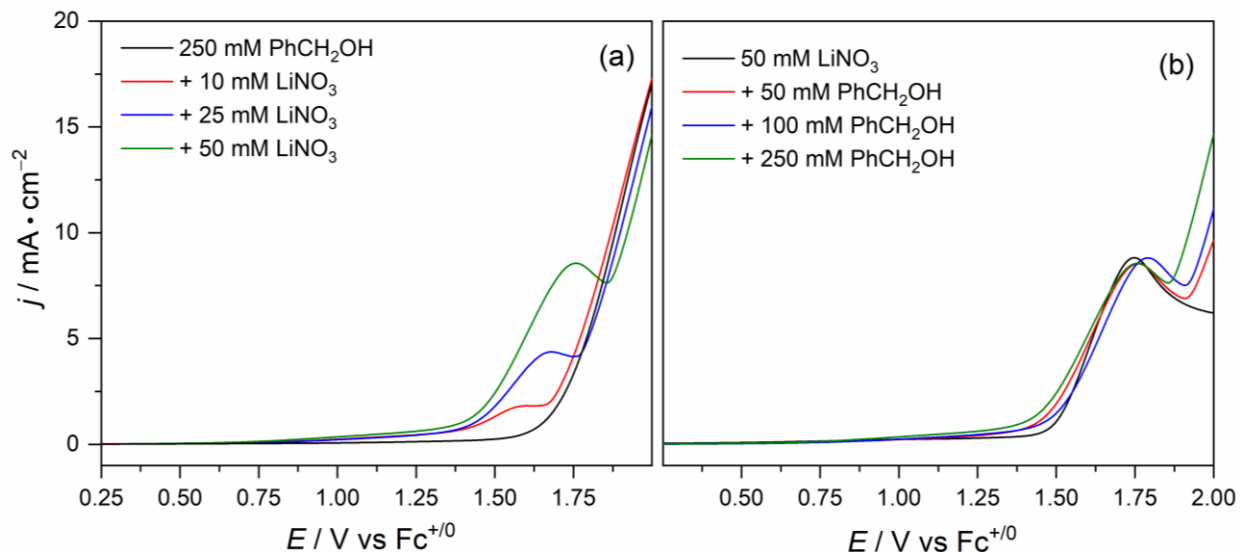 20
15
10
5
0
j / mA • cm⁻²
250 mM PhCH₂OH
+ 10 mM LiNO₃
+ 25 mM LiNO₃
+ 50 mM LiNO₃
(a)
0.25 0.50 0.75 1.00 1.25 1.50 1.75
E / V vs Fc⁺/⁰
50 mM LiNO₃
+ 50 mM PhCH₂OH
+ 100 mM PhCH₂OH
+ 250 mM PhCH₂OH
(b)
0.50 0.75 1.00 1.25 1.50 1.75 2.00
E / V vs Fc⁺/⁰